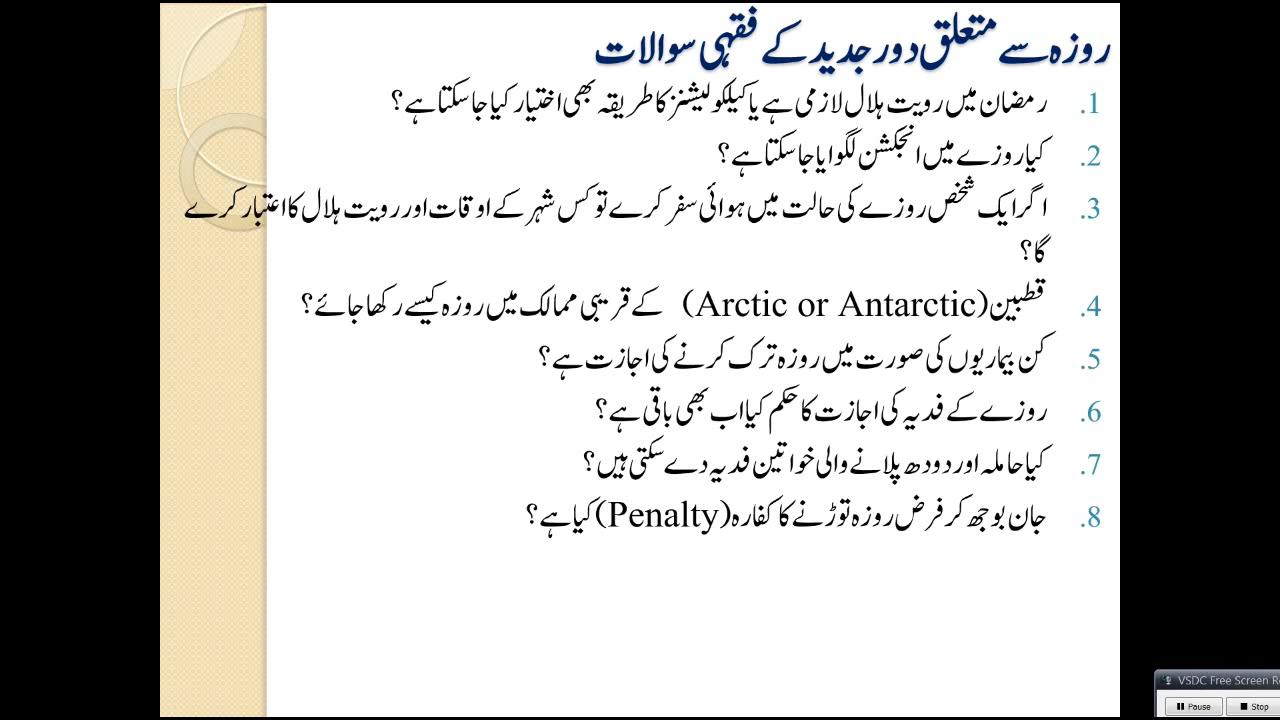 روزہ سے متعلق دور جدید کے فقہی سوالات
1. رمضان میں رویت ہلال لازمی ہے یا کیلکولیشنز کا طریقہ بھی اختیار کیا جاسکتا ہے؟
2. کیا روزے میں انجکشن لگوایا جاسکتا ہے؟
3. اگر ایک شخص روزے کی حالت میں ہوائی سفر کرے تو کس شہر کے اوقات اور رویت ہلال کا اعتبار کرے
گا؟
4. قطبین (Arctic or Antarctic) کے قریبی ممالک میں روزہ کیسے رکھا جائے؟
5. کن بیماریوں کی صورت میں روزہ ترک کرنے کی اجازت ہے؟
6. روزے کے فدیہ کی اجازت کا حکم کیا اب بھی باقی ہے؟
7. کیا حاملہ اور دودھ پلانے والی خواتین فدیہ دے سکتی ہیں؟
8. جان بوجھ کر فرض روزہ توڑنے کا کفارہ (Penalty) کیا ہے؟
VSDC Free Screen Re
Pause Stop